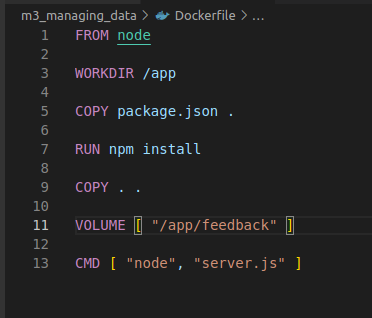 m3_managing_data > Dockerfile > ...
1 FROM node
2
3 WORKDIR /app
4
5 COPY package.json .
6
7 RUN npm install
8
9 COPY . .
10
11 VOLUME [ "/app/feedback" ]
12
13 CMD [ "node", "server.js" ]